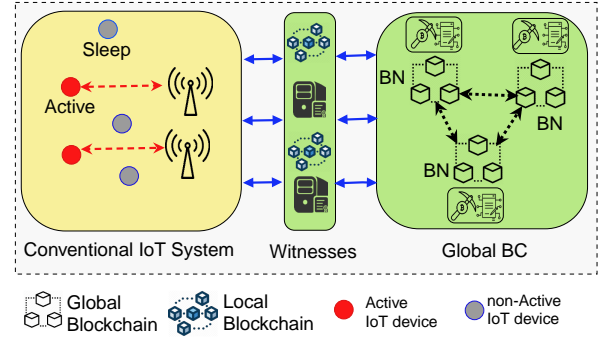 Sleep
Active
BN
BN
BN
Conventional IoT System
Witnesses
Global BC
Global
Blockchain
Local
Blockchain
Active
IoT device
non-Active
IoT device